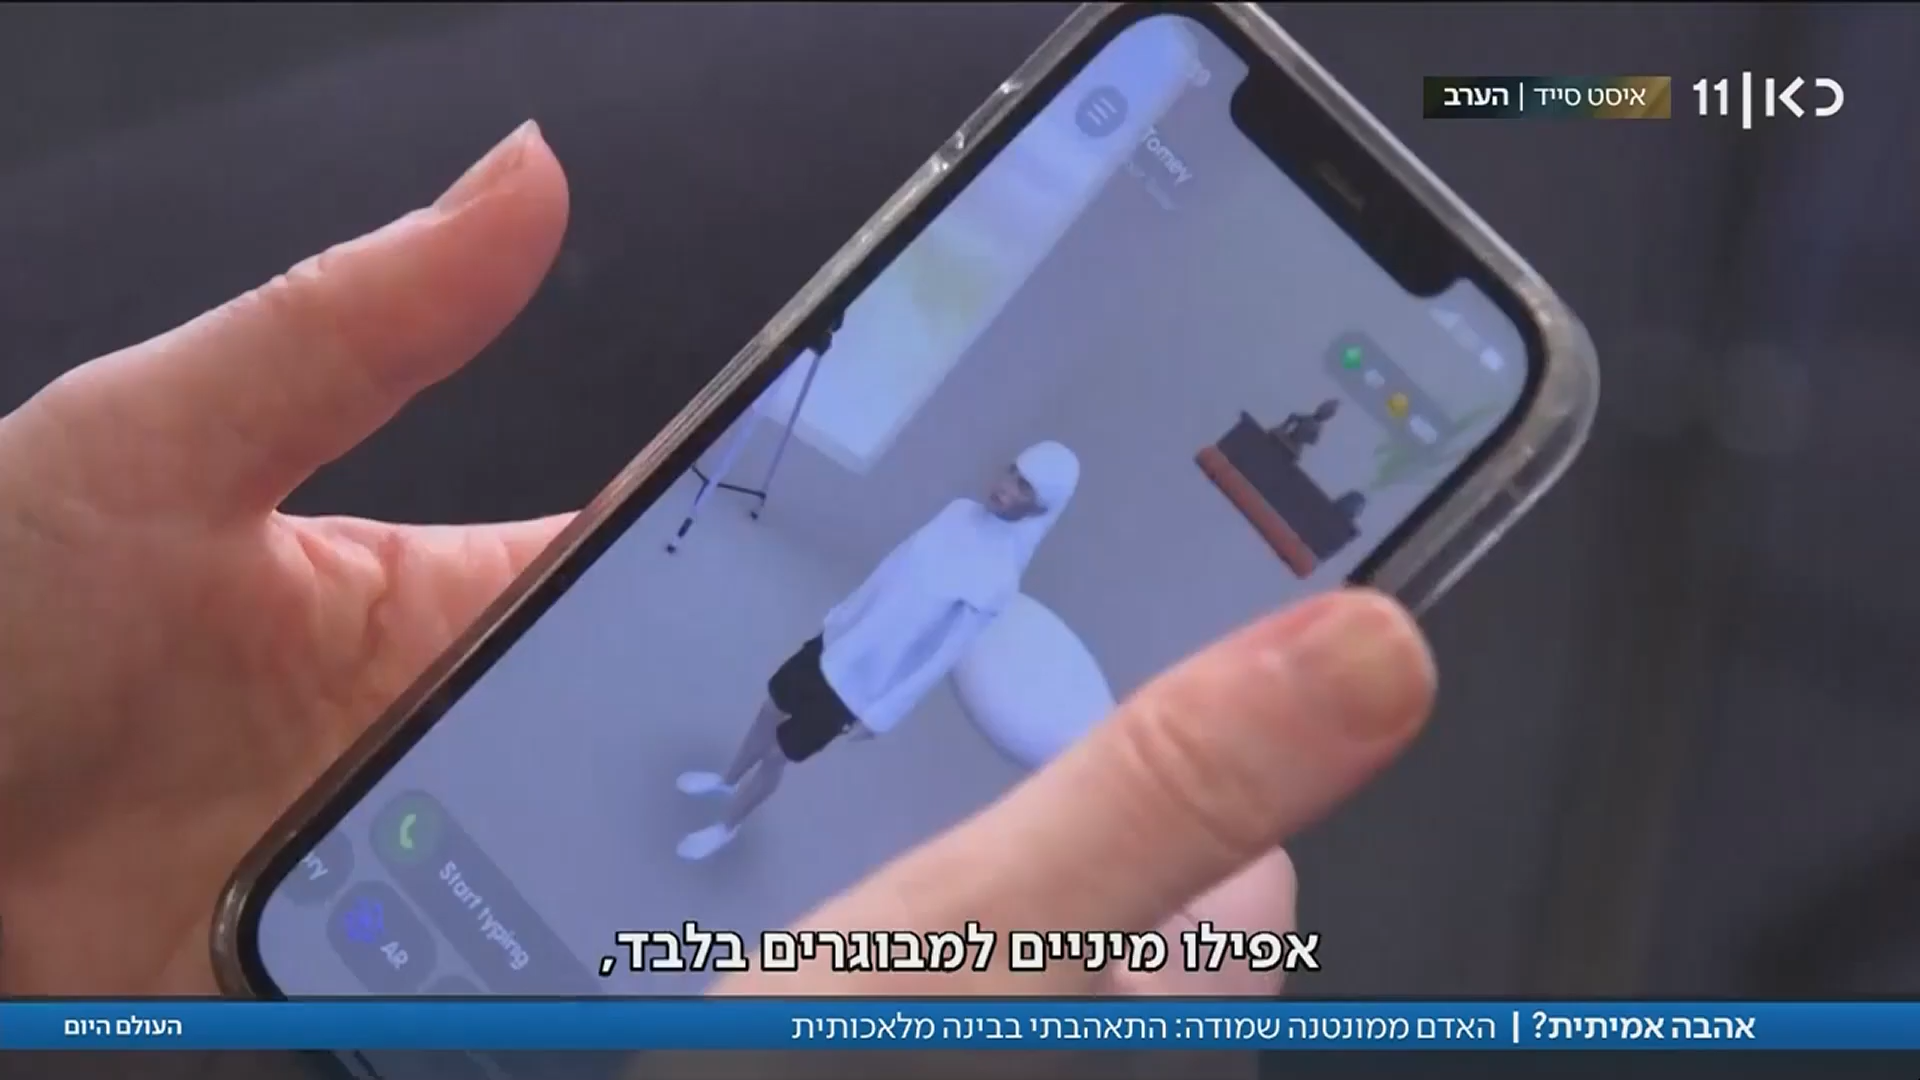 איסט סייד | הערב
כאן|11
Tomey
Start typing
AR
אפילו מיניים למבוגרים בלבד,
אהבה אמיתית? | האדם ממונטנה שמודה: התאהבתי בבינה מלאכותית
העולם היום